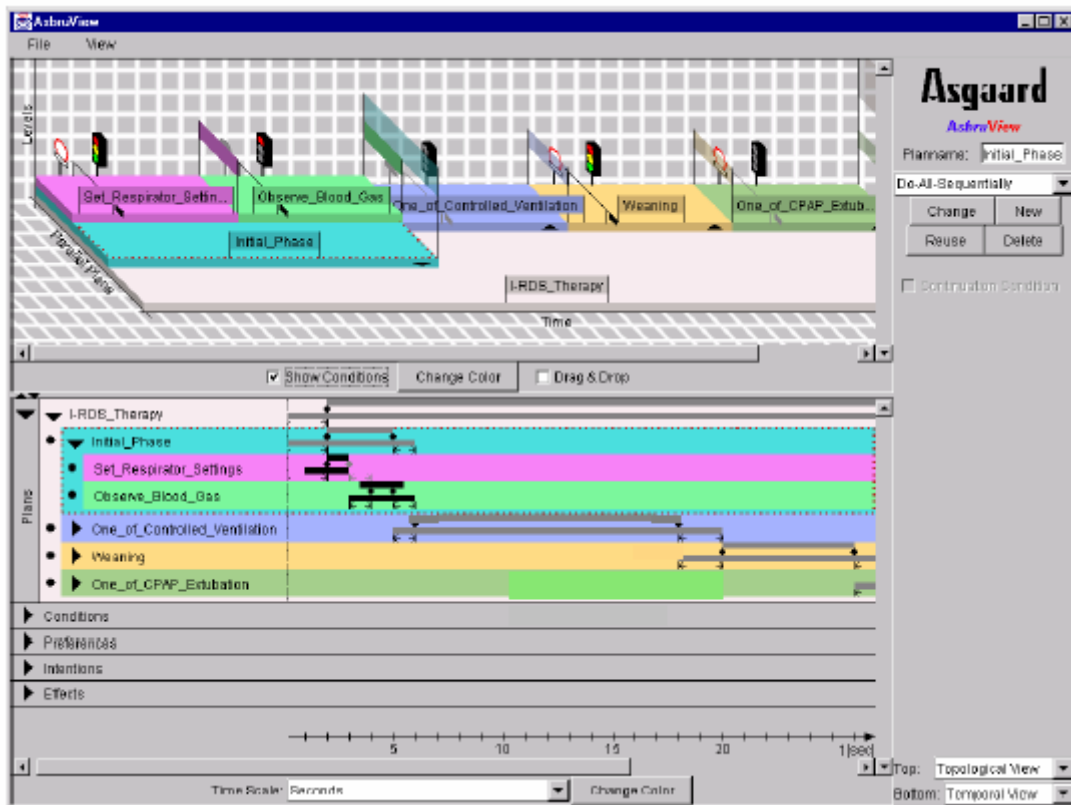 AsbruView
File View
Levels
Set_Respirator_Settin...
Observe_Blood_Gas
One_of_Controlled_Ventilation
Weaning
One_of_CPAP_Extub...
Initial_Phase
I-RDS_Therapy
Parallel Plans
Time
Show Conditions Change Color Drag & Drop
Asgaard
AsbruView
Planname: Initial_Phase
Do-All-Sequentially
Change New
Reuse Delete
Continuation Condition
Plans
I-RDS_Therapy
Initial_Phase
Set_Respirator_Settings
Observe_Blood_Gas
One_of_Controlled_Ventilation
Weaning
One_of_CPAP_Extubation
Conditions
Preferences
Intentions
Effects
5 10 15 20 1[sec]
Time Scale: Seconds Change Color
Top: Topological View
Bottom: Temporal View